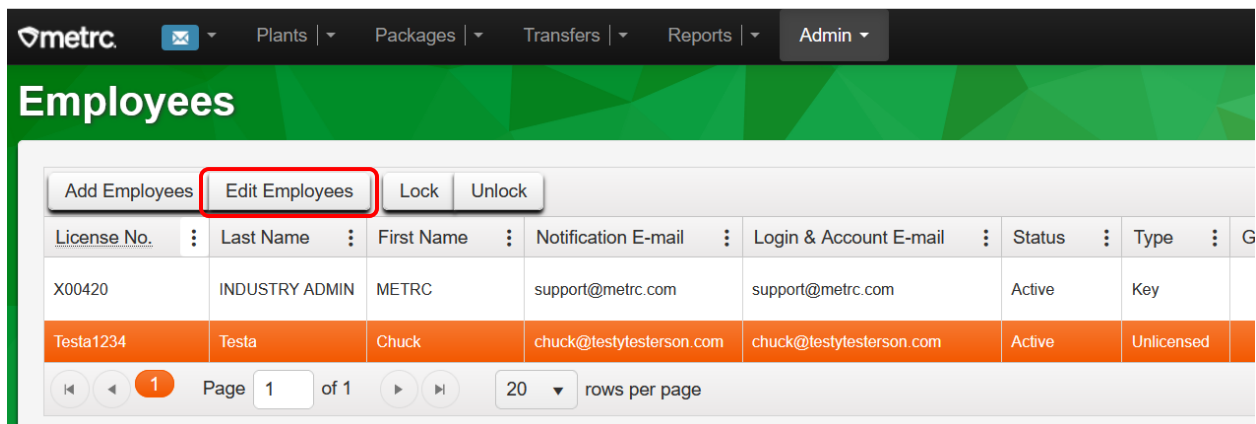 metrc. Plants Packages Transfers Reports Admin
Employees
Add Employees Edit Employees Lock Unlock
License No. Last Name First Name Notification E-mail Login & Account E-mail Status Type G
X00420 INDUSTRY ADMIN METRC support@metrc.com support@metrc.com Active Key
Testa1234 Testa Chuck chuck@testytesterson.com chuck@testytesterson.com Active Unlicensed
1 Page 1 of 1 20 rows per page